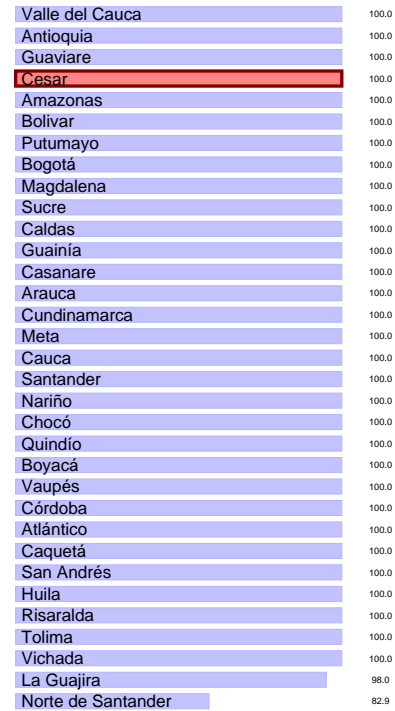 Valle del Cauca 100.0
Antioquia 100.0
Guaviare 100.0
Cesar 100.0
Amazonas 100.0
Bolivar 100.0
Putumayo 100.0
Bogotá 100.0
Magdalena 100.0
Sucre 100.0
Caldas 100.0
Guainía 100.0
Casanare 100.0
Arauca 100.0
Cundinamarca 100.0
Meta 100.0
Cauca 100.0
Santander 100.0
Nariño 100.0
Chocó 100.0
Quindío 100.0
Boyacá 100.0
Vaupés 100.0
Córdoba 100.0
Atlántico 100.0
Caquetá 100.0
San Andrés 100.0
Huila 100.0
Risaralda 100.0
Tolima 100.0
Vichada 100.0
La Guajira 98.0
Norte de Santander 82.9